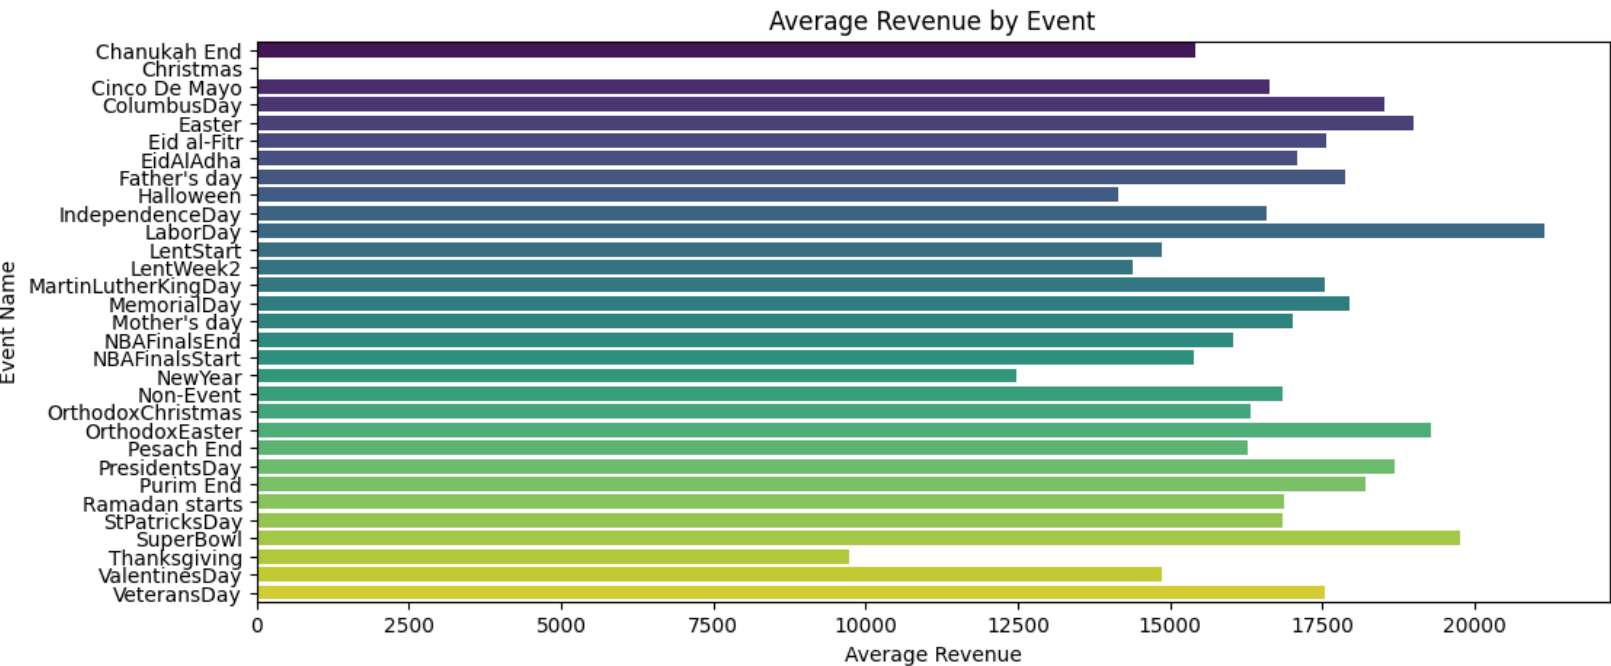 Average Revenue by Event
Chanukah End
Christmas
Cinco De Mayo
ColumbusDay
Easter
Eid al-Fitr
EidAlAdha
Father's day
Halloween
IndependenceDay
LaborDay
LentStart
LentWeek2
MartinLutherKingDay
MemorialDay
Mother's day
NBAFinalsEnd
NBAFinalsStart
NewYear
Non-Event
OrthodoxChristmas
OrthodoxEaster
Pesach End
PresidentsDay
Purim End
Ramadan starts
StPatricksDay
SuperBowl
Thanksgiving
ValentinesDay
VeteransDay
Event Name
0 2500 5000 7500 10000 12500 15000 17500 20000
Average Revenue